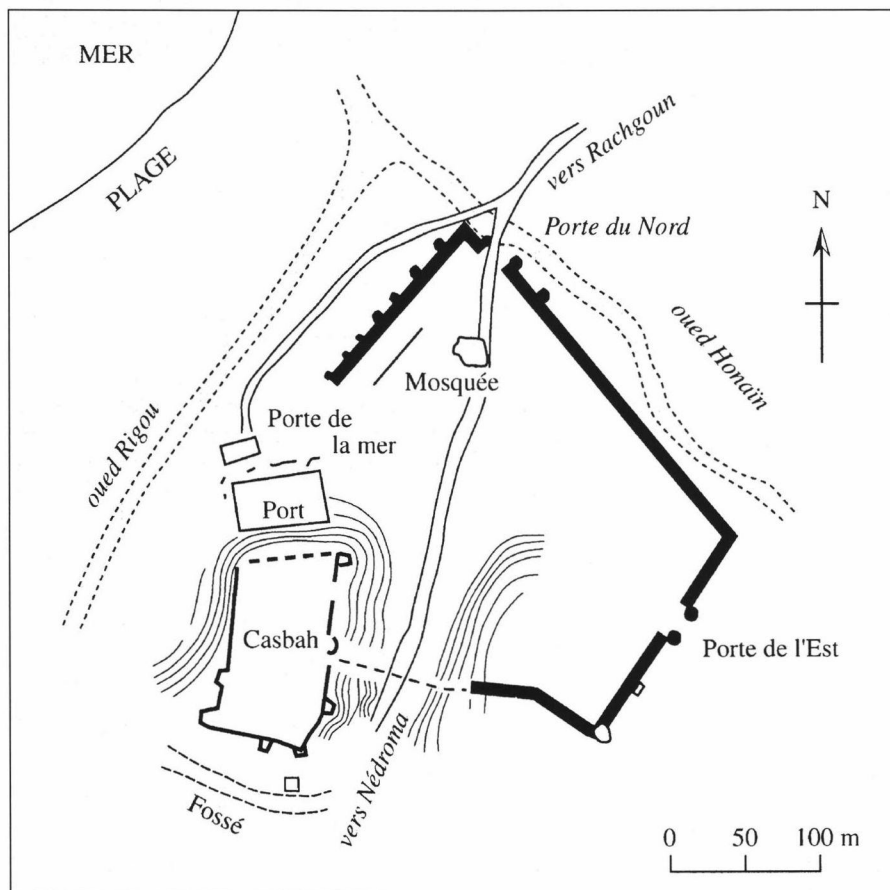 MER
PLAGE
vers Rachgoun
N
Porte du Nord
oued Honaïn
Mosquée
Porte de
la mer
oued Rigou
Port
Casbah
Porte de l'Est
vers Nédroma
Fossé
0 50 100 m